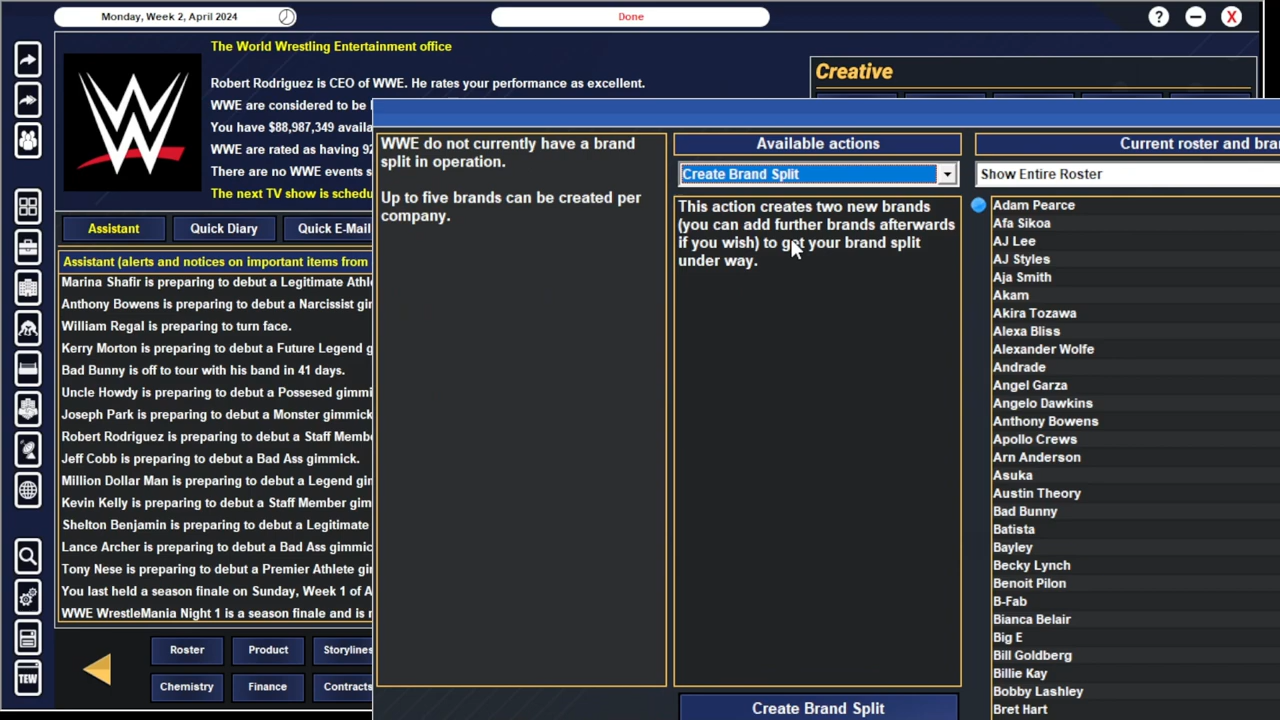 Monday, Week 2, April 2024
Done
?
X
The World Wrestling Entertainment office
Robert Rodriguez is CEO of WWE. He rates your performance as excellent.
WWE are considered to be
You have $88,987,349 availa
WWE are rated as having 92
There are no WWE events s
The next TV show is schedu
Creative
Assistant
Quick Diary
Quick E-Mail
Assistant (alerts and notices on important items from
Marina Shafir is preparing to debut a Legitimate Athl
Anthony Bowens is preparing to debut a Narcissist gi
William Regal is preparing to turn face.
Kerry Morton is preparing to debut a Future Legend g
Bad Bunny is off to tour with his band in 41 days.
Uncle Howdy is preparing to debut a Possesed gimmi
Joseph Park is preparing to debut a Monster gimmick
Robert Rodriguez is preparing to debut a Staff Membe
Jeff Cobb is preparing to debut a Bad Ass gimmick.
Million Dollar Man is preparing to debut a Legend gi
Kevin Kelly is preparing to debut a Staff Member gim
Shelton Benjamin is preparing to debut a Legitimate
Lance Archer is preparing to debut a Bad Ass gimmic
Tony Nese is preparing to debut a Premier Athlete gi
You last held a season finale on Sunday, Week 1 of A
WWE WrestleMania Night 1 is a season finale and is
Roster
Product
Storylines
Chemistry
Finance
Contracts
TEW
WWE do not currently have a brand
split in operation.
Up to five brands can be created per
company.
Available actions
Create Brand Split
This action creates two new brands
(you can add further brands afterwards
if you wish) to get your brand split
under way.
Create Brand Split
Current roster and bran
Show Entire Roster
Adam Pearce
Afa Sikoa
AJ Lee
AJ Styles
Aja Smith
Akam
Akira Tozawa
Alexa Bliss
Alexander Wolfe
Andrade
Angel Garza
Angelo Dawkins
Anthony Bowens
Apollo Crews
Arn Anderson
Asuka
Austin Theory
Bad Bunny
Batista
Bayley
Becky Lynch
Benoit Pilon
B-Fab
Bianca Belair
Big E
Bill Goldberg
Billie Kay
Bobby Lashley
Bret Hart